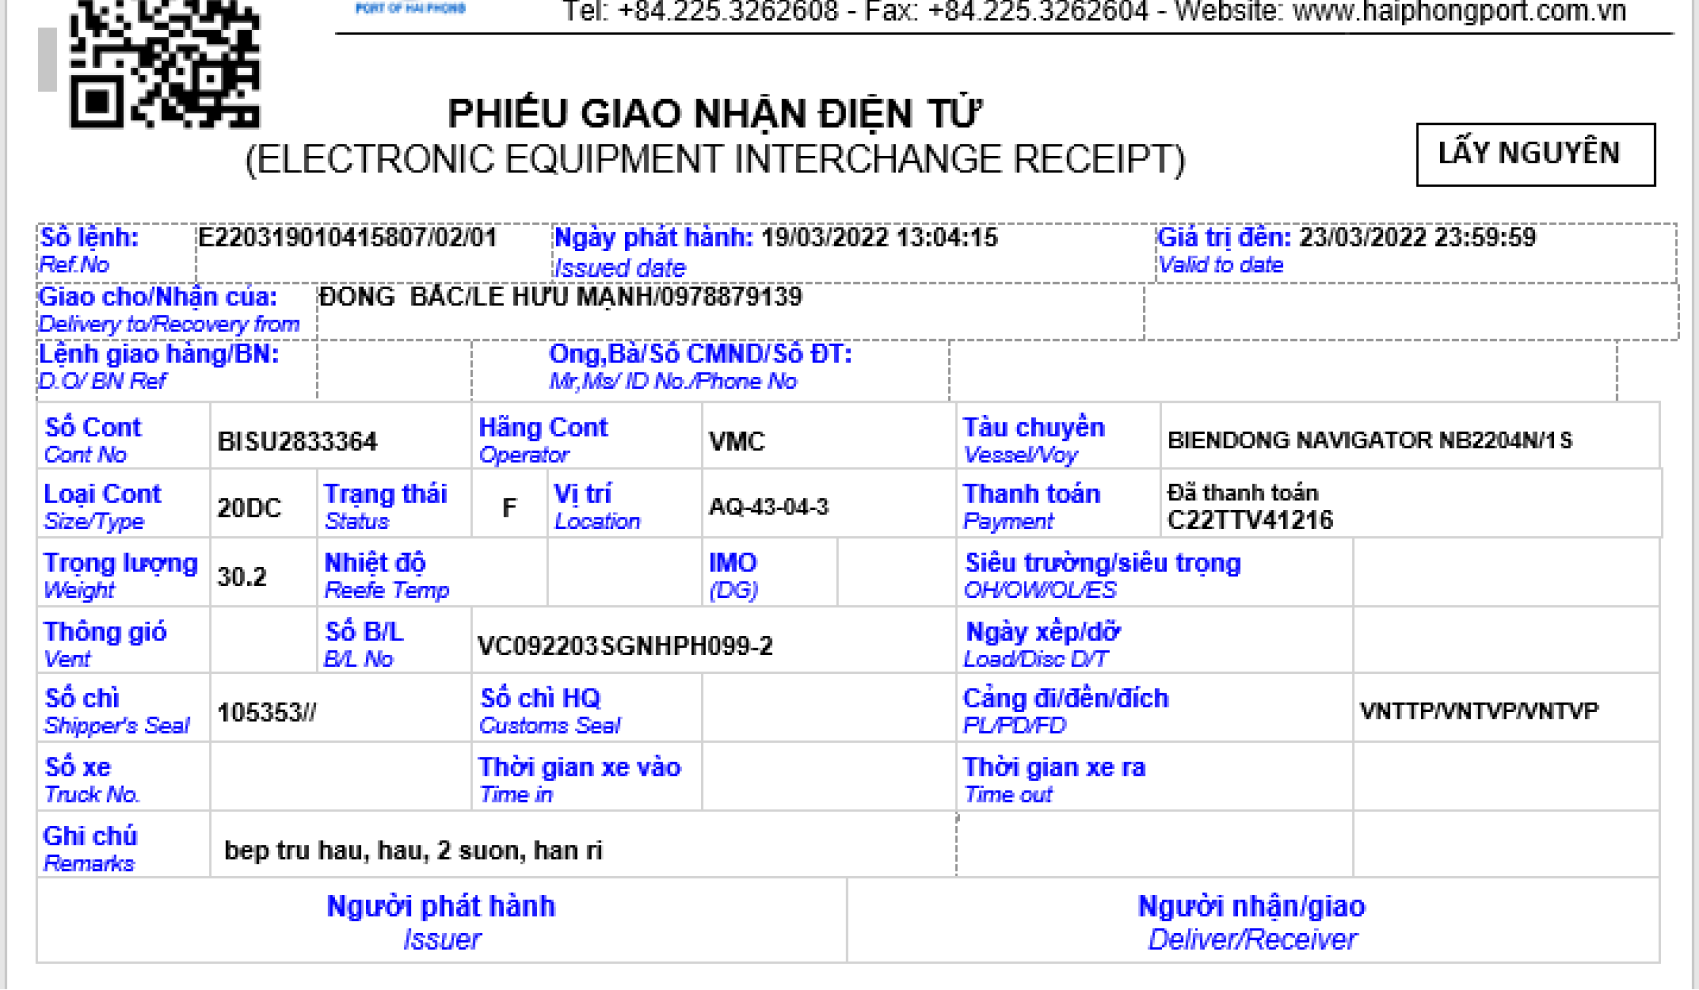 PORT OF HAI PHONG
Tel: +84.225.3262608 - Fax: +84.225.3262604 - Website: www.haiphongport.com.vn
PHIẾU GIAO NHẬN ĐIỆN TỬ
(ELECTRONIC EQUIPMENT INTERCHANGE RECEIPT)
LẤY NGUYÊN
Số lệnh: E220319010415807/02/01 Ngày phát hành: 19/03/2022 13:04:15 Giá trị đến: 23/03/2022 23:59:59
Ref.No Issued date Valid to date
Giao cho/Nhận của: ĐÔNG BẮC/LÊ HỮU MẠNH/0978879139
Delivery to/Recovery from
Lệnh giao hàng/BN: Ông,Bà/Số CMND/Số ĐT:
D.O/ BN Ref Mr,Ms/ ID No./Phone No
Số Cont BISU2833364 Hãng Cont VMC Tàu chuyến BIENDONG NAVIGATOR NB2204N/1S
Cont No Operator Vessel/Voy
Loại Cont 20DC Trạng thái F Vị trí AQ-43-04-3 Thanh toán Đã thanh toán
Size/Type Status Location Payment C22TTV41216
Trọng lượng 30.2 Nhiệt độ IMO Siêu trường/siêu trọng
Weight Reefe Temp (DG) OH/OW/OL/ES
Thông gió Số B/L VC092203SGNHPH099-2 Ngày xếp/dỡ
Vent B/L No Load/Disc D/T
Số chì 105353// Số chì HQ Cảng đi/đến/đích VNTTP/VNTVP/VNTVP
Shipper's Seal Customs Seal PL/PD/FD
Số xe Thời gian xe vào Thời gian xe ra
Truck No. Time in Time out
Ghi chú bep tru hau, hau, 2 suon, han ri
Remarks
Người phát hành Người nhận/giao
Issuer Deliver/Receiver